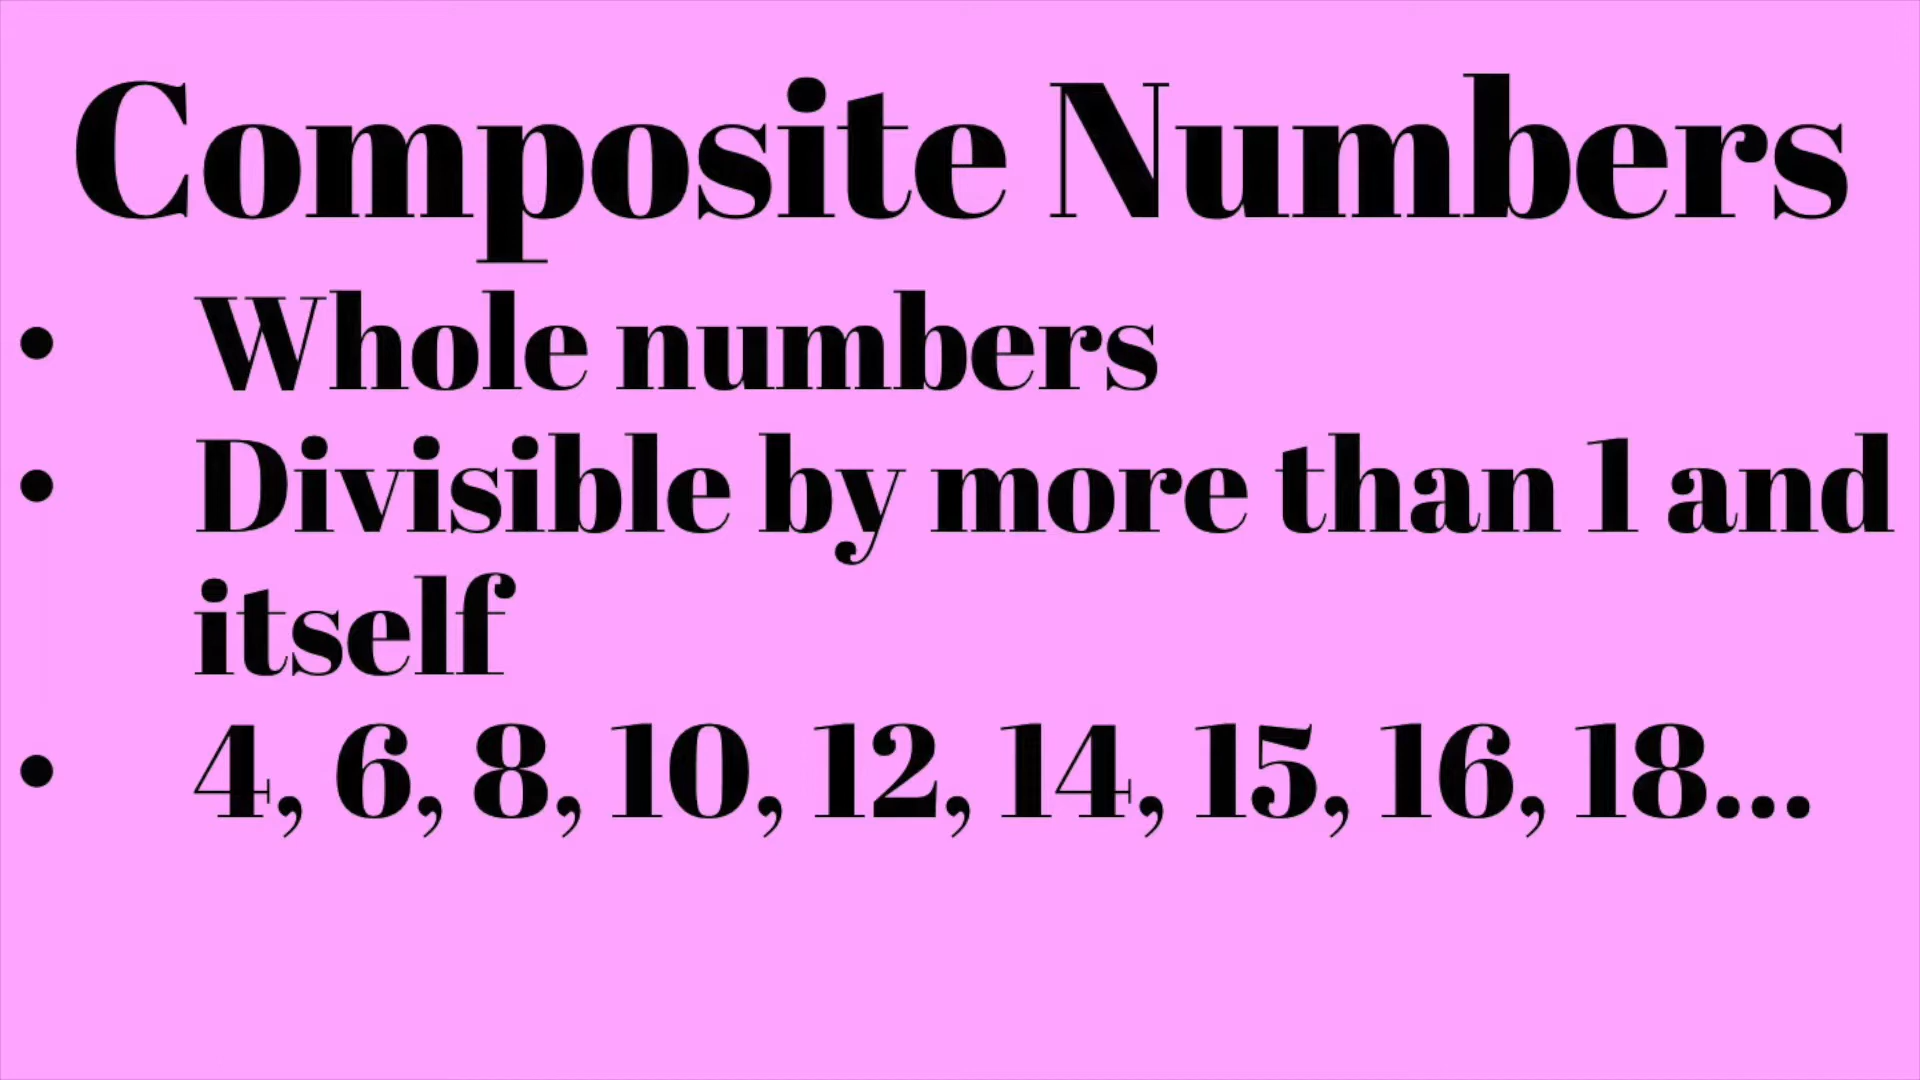 Composite Numbers
• Whole numbers
• Divisible by more than 1 and
itself
• 4, 6, 8, 10, 12, 14, 15, 16, 18...